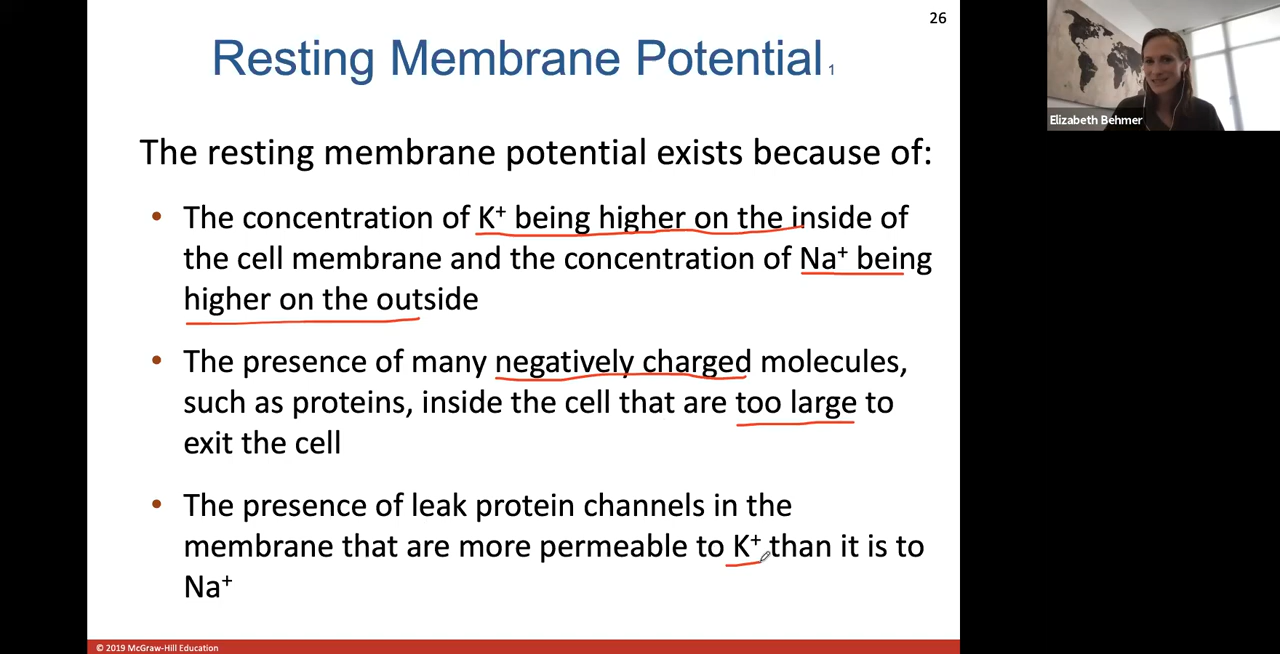 26
Resting Membrane Potential 1
Elizabeth Behmer
The resting membrane potential exists because of:
• The concentration of K⁺ being higher on the inside of
the cell membrane and the concentration of Na⁺ being
higher on the outside
• The presence of many negatively charged molecules,
such as proteins, inside the cell that are too large to
exit the cell
• The presence of leak protein channels in the
membrane that are more permeable to K⁺ than it is to
Na⁺
© 2019 McGraw-Hill Education